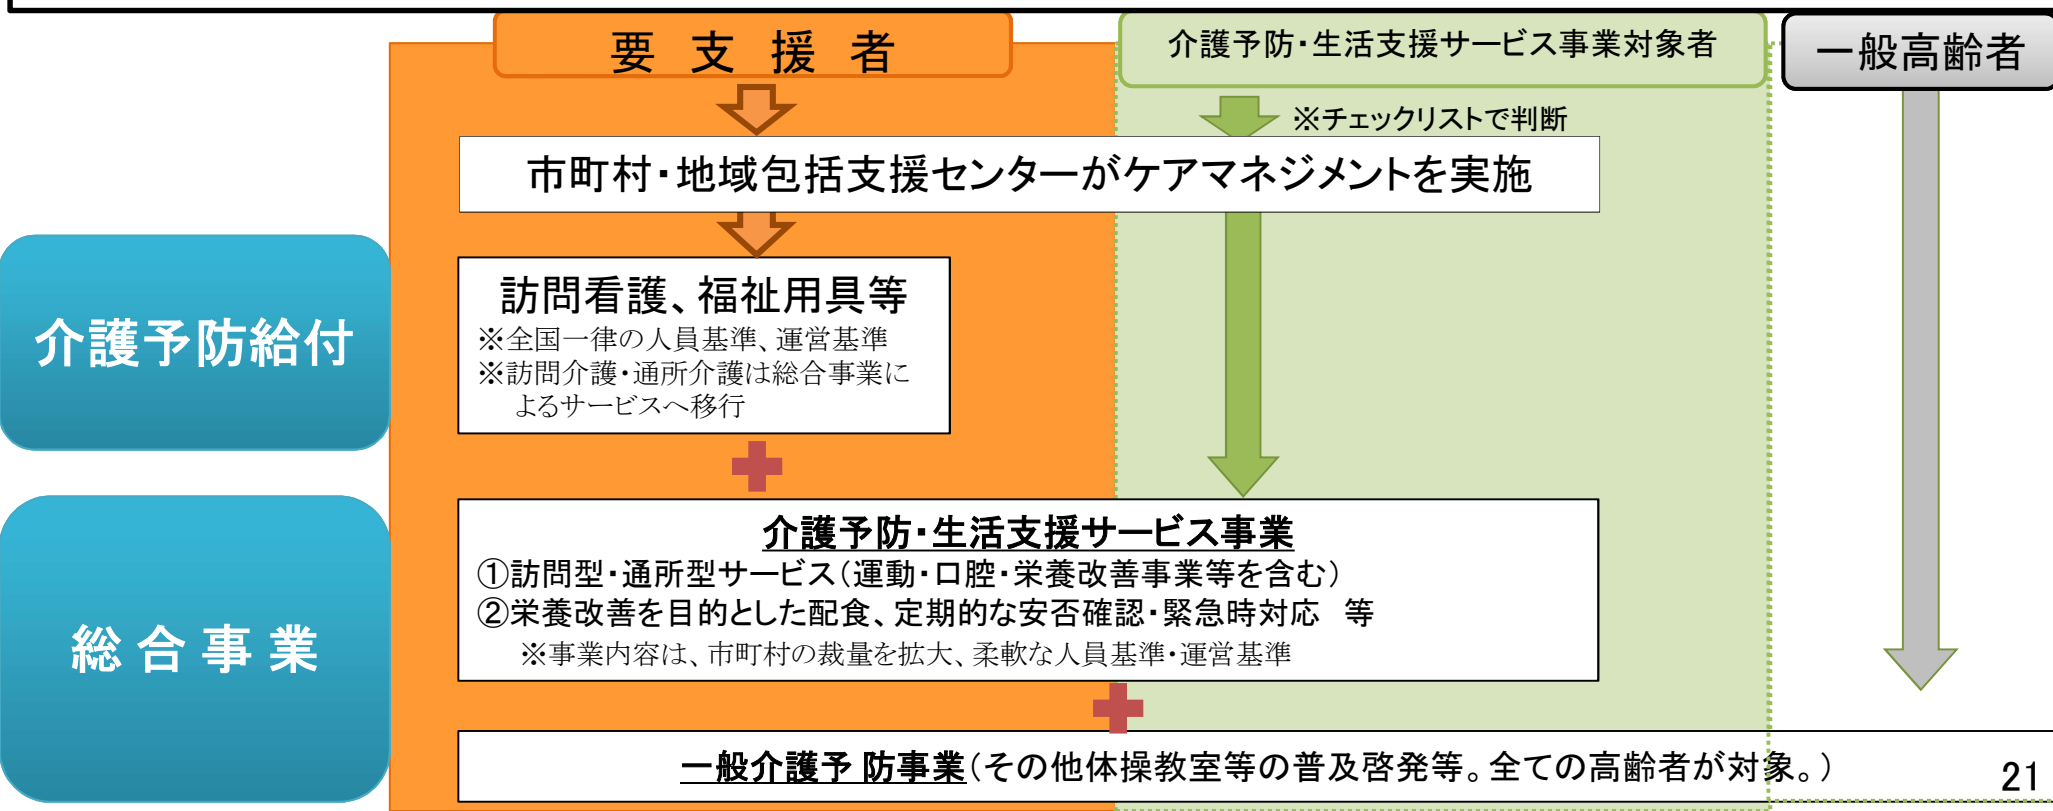 要 支 援 者
介護予防・生活支援サービス事業対象者
一般高齢者
※チェックリストで判断
市町村・地域包括支援センターがケアマネジメントを実施
介護予防給付
訪問看護、福祉用具等
※全国一律の人員基準、運営基準
※訪問介護・通所介護は総合事業に
よるサービスへ移行
総 合 事 業
介護予防・生活支援サービス事業
①訪問型・通所型サービス(運動・口腔・栄養改善事業等を含む)
②栄養改善を目的とした配食、定期的な安否確認・緊急時対応 等
※事業内容は、市町村の裁量を拡大、柔軟な人員基準・運営基準
一般介護予 防事業(その他体操教室等の普及啓発等。全ての高齢者が対象。)
21